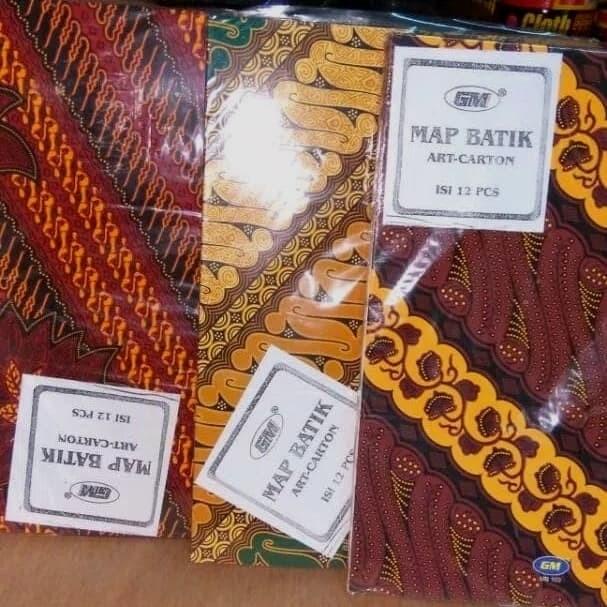 Cloth
GM ®
MAP BATIK
ART-CARTON
ISI 12 PCS
GM ®
MAP BATIK
ART-CARTON
ISI 12 PCS
GM ®
MAP BATIK
ART-CARTON
ISI 12 PCS
GM